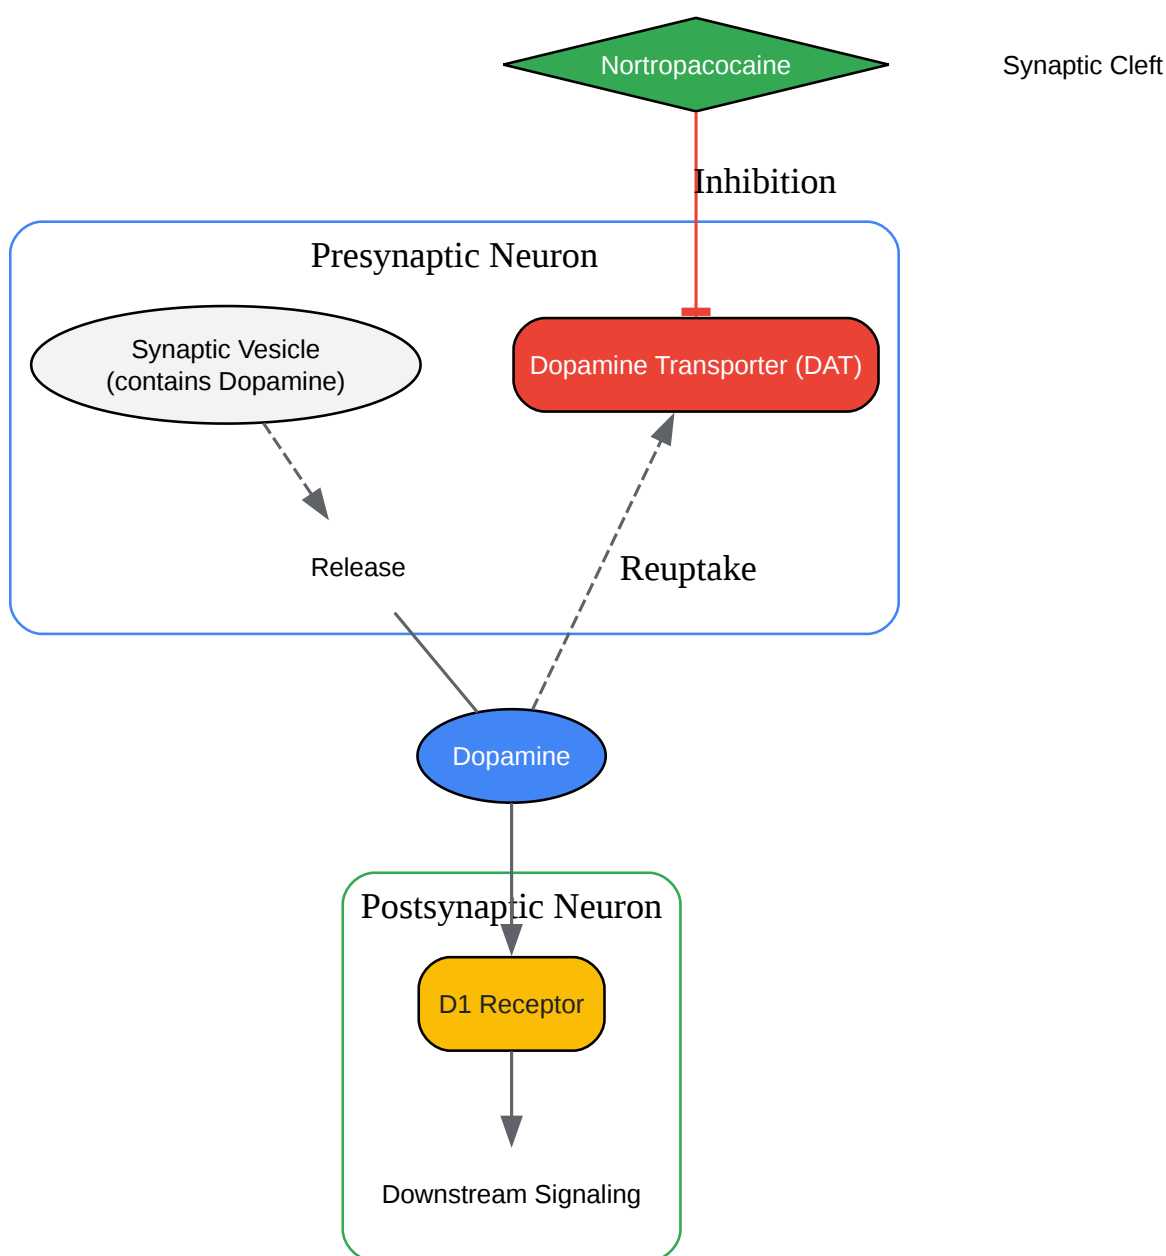 Nortropacocaine
Synaptic Cleft
Inhibition
Presynaptic Neuron
Synaptic Vesicle
(contains Dopamine)
Dopamine Transporter (DAT)
Release
Reuptake
Dopamine
Postsynaptic Neuron
D1 Receptor
Downstream Signaling